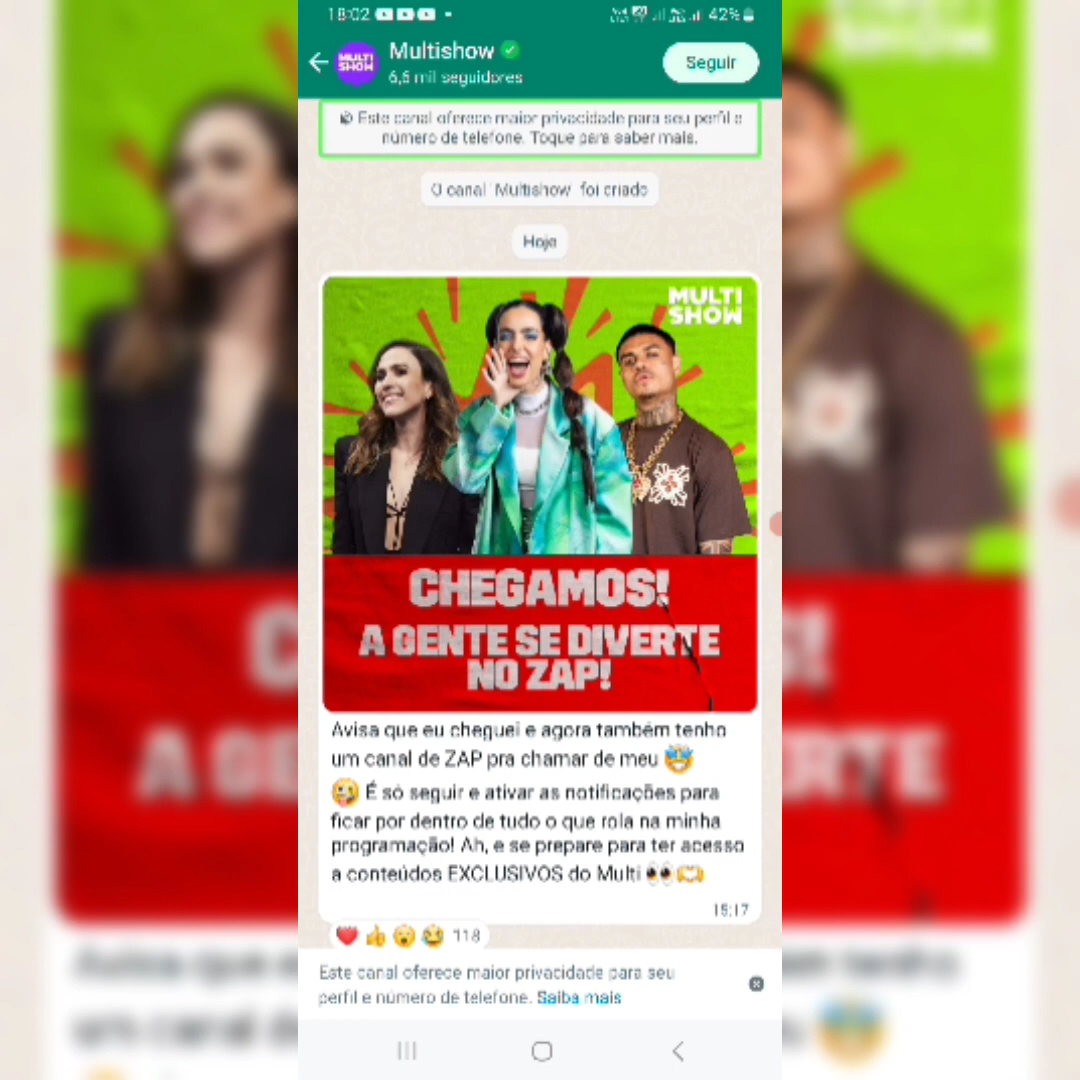 18:02
42%
MULTI
SHOW
Multishow
6,6 mil seguidores
Seguir
Este canal oferece maior privacidade para seu perfil e
número de telefone. Toque para saber mais.
O canal "Multishow" foi criado
Hoje
MULTI
SHOW
CHEGAMOS!
A GENTE SE DIVERTE
NO ZAP!
Avisa que eu cheguei e agora também tenho
um canal de ZAP pra chamar de meu 🤩
🤪 É só seguir e ativar as notificações para
ficar por dentro de tudo o que rola na minha
programação! Ah, e se prepare para ter acesso
a conteúdos EXCLUSIVOS do Multi 👀🫶
15:17
❤️ 👍 😮 😂 118
Este canal oferece maior privacidade para seu
perfil e número de telefone. Saiba mais